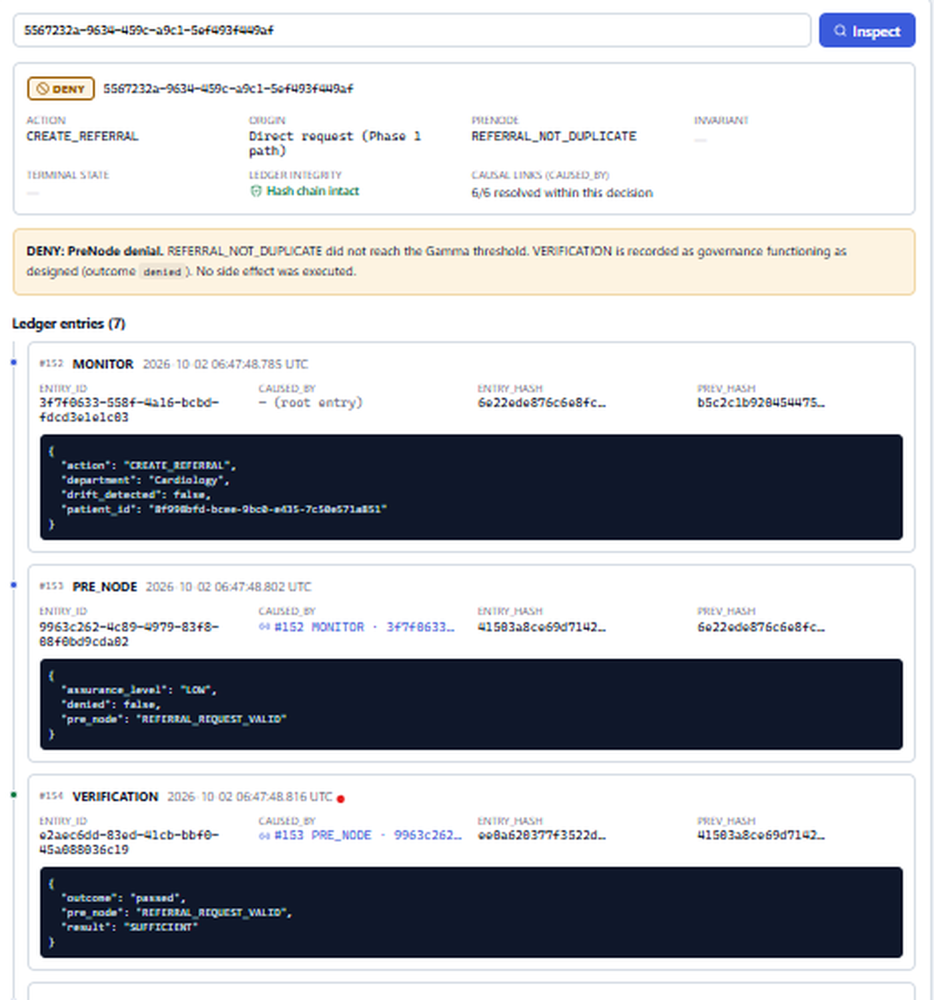 5567232a-9634-459c-a9c1-5ef493f449af
Inspect
DENY 5567232a-9634-459c-a9c1-5ef493f449af
ACTION ORIGIN PRENODE INVARIANT
CREATE_REFERRAL Direct request (Phase 1 REFERRAL_NOT_DUPLICATE —
path)
TERMINAL STATE LEDGER INTEGRITY CAUSAL LINKS (CAUSED_BY)
— Hash chain intact 6/6 resolved within this decision
DENY: PreNode denial. REFERRAL_NOT_DUPLICATE did not reach the Gamma threshold. VERIFICATION is recorded as governance functioning as
designed (outcome denied). No side effect was executed.
Ledger entries (7)
#152 MONITOR 2026-10-02 06:47:48.785 UTC
ENTRY_ID CAUSED_BY ENTRY_HASH PREV_HASH
3f7f0633-558f-4a16-bcbd- — (root entry) 6e22ede876c6e8fc… b5c2c1b920454475…
fdcd3e1e1c03
{
"action": "CREATE_REFERRAL",
"department": "Cardiology",
"drift_detected": false,
"patient_id": "8f990bfd-bcee-9bc0-e435-7c50e571a851"
}
#153 PRE_NODE 2026-10-02 06:47:48.802 UTC
ENTRY_ID CAUSED_BY ENTRY_HASH PREV_HASH
9963c262-4c89-4979-83f8- #152 MONITOR · 3f7f0633… 41503a8ce69d7142… 6e22ede876c6e8fc…
08f0bd9cda02
{
"assurance_level": "LOW",
"denied": false,
"pre_node": "REFERRAL_REQUEST_VALID"
}
#154 VERIFICATION 2026-10-02 06:47:48.816 UTC
ENTRY_ID CAUSED_BY ENTRY_HASH PREV_HASH
e2aec6dd-83ed-41cb-bbf0- #153 PRE_NODE · 9963c262… ee0a620377f3522d… 41503a8ce69d7142…
45a088036c19
{
"outcome": "passed",
"pre_node": "REFERRAL_REQUEST_VALID",
"result": "SUFFICIENT"
}